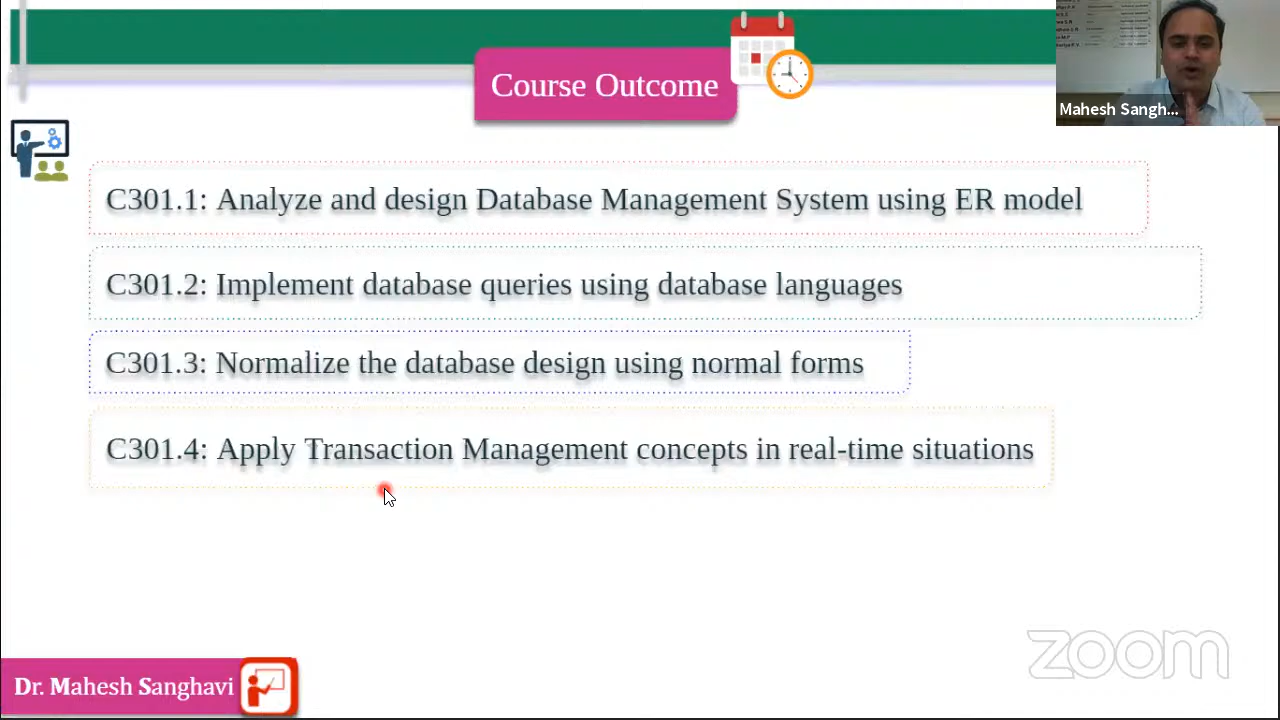 Course Outcome
Mahesh Sangh...
C301.1: Analyze and design Database Management System using ER model
C301.2: Implement database queries using database languages
C301.3: Normalize the database design using normal forms
C301.4: Apply Transaction Management concepts in real-time situations
zoom
Dr. Mahesh Sanghavi